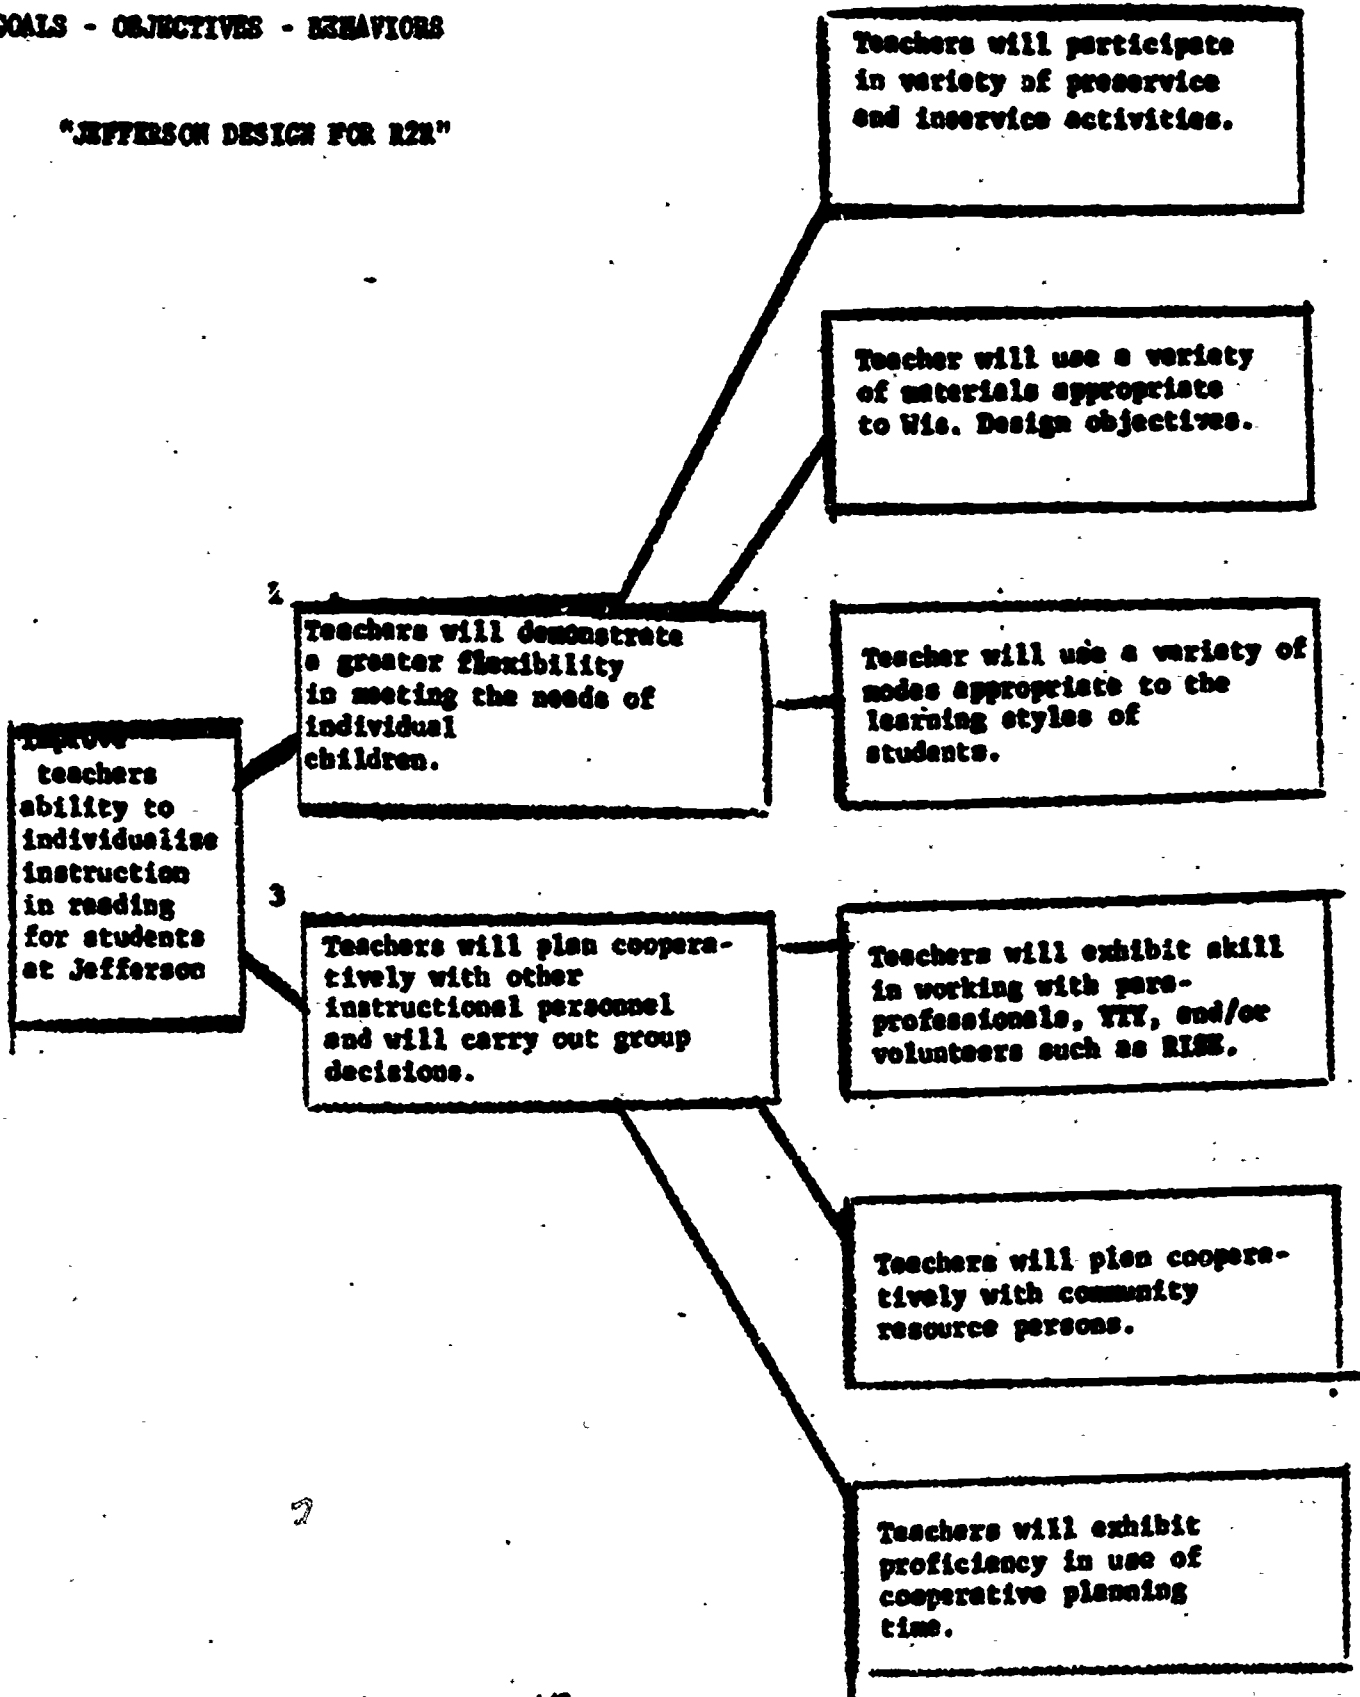 GOALS - OBJECTIVES - BEHAVIORS
"JEFFERSON DESIGN FOR R2R"
Teachers will participate
in variety of preservice
and inservice activities.
Teacher will use a variety
of materials appropriate
to Wis. Design objectives.
2
Teachers will demonstrate
a greater flexibility
in meeting the needs of
individual
children.
Teacher will use a variety of
modes appropriate to the
learning styles of
students.
Improve
teachers
ability to
individualize
instruction
in reading
for students
at Jefferson
3
Teachers will plan coopera-
tively with other
instructional personnel
and will carry out group
decisions.
Teachers will exhibit skill
in working with para-
professionals, YTY, and/or
volunteers such as RISE.
Teachers will plan coopera-
tively with community
resource persons.
Teachers will exhibit
proficiency in use of
cooperative planning
time.